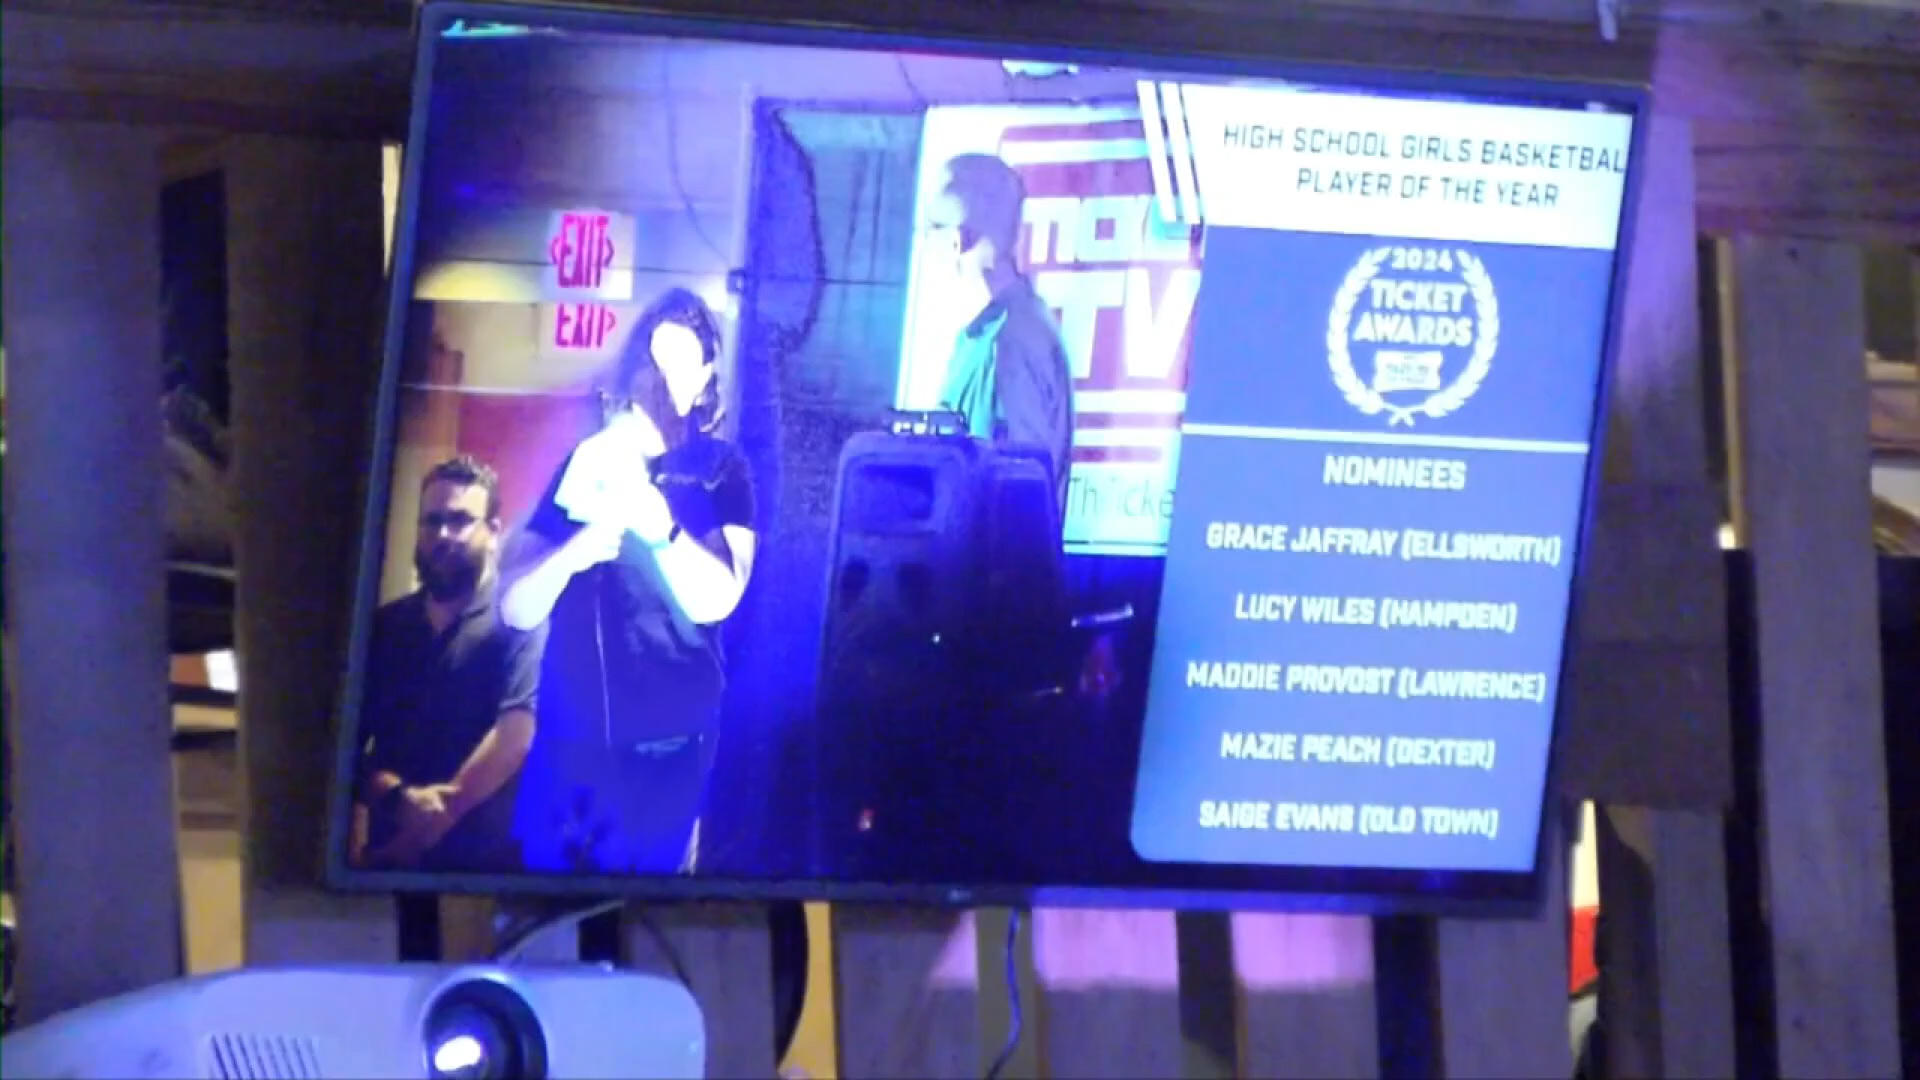 HIGH SCHOOL GIRLS BASKETBAL
PLAYER OF THE YEAR
2024
TICKET
AWARDS
NOMINEES
GRACE JAFFRAY (ELLSWORTH)
LUCY WILES (HAMPDEN)
MADDIE PROVOST (LAWRENCE)
MAZIE PEACH (DEXTER)
SAIGE EVANS (OLD TOWN)
EXIT
EXIT
TV